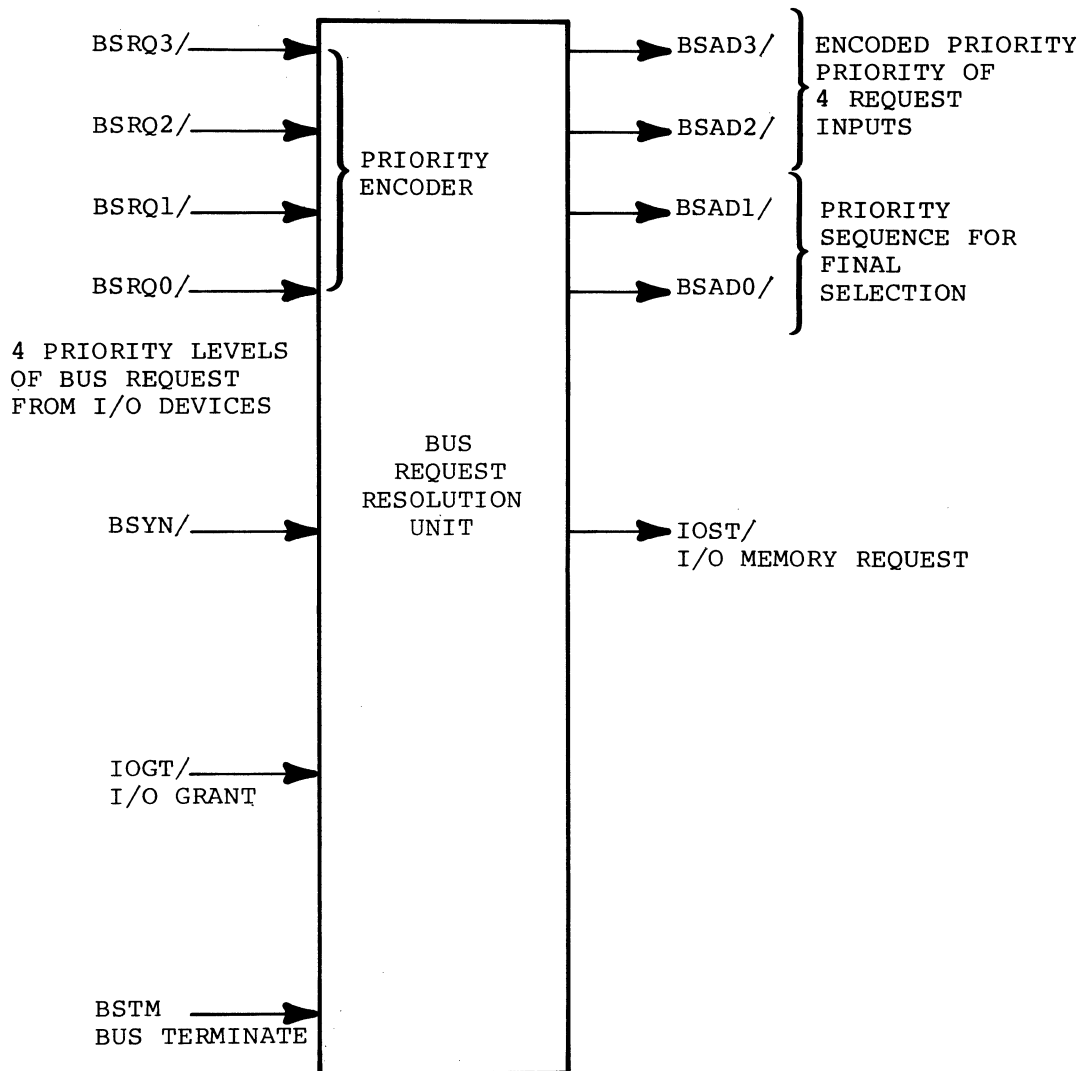 BSRQ3/
BSRQ2/
BSRQ1/
BSRQ0/
4 PRIORITY LEVELS
OF BUS REQUEST
FROM I/O DEVICES
PRIORITY
ENCODER
BSAD3/
BSAD2/
BSAD1/
BSAD0/
ENCODED PRIORITY
PRIORITY OF
4 REQUEST
INPUTS
PRIORITY
SEQUENCE FOR
FINAL
SELECTION
BUS
REQUEST
RESOLUTION
UNIT
BSYN/
IOST/
I/O MEMORY REQUEST
IOGT/
I/O GRANT
BSTM
BUS TERMINATE